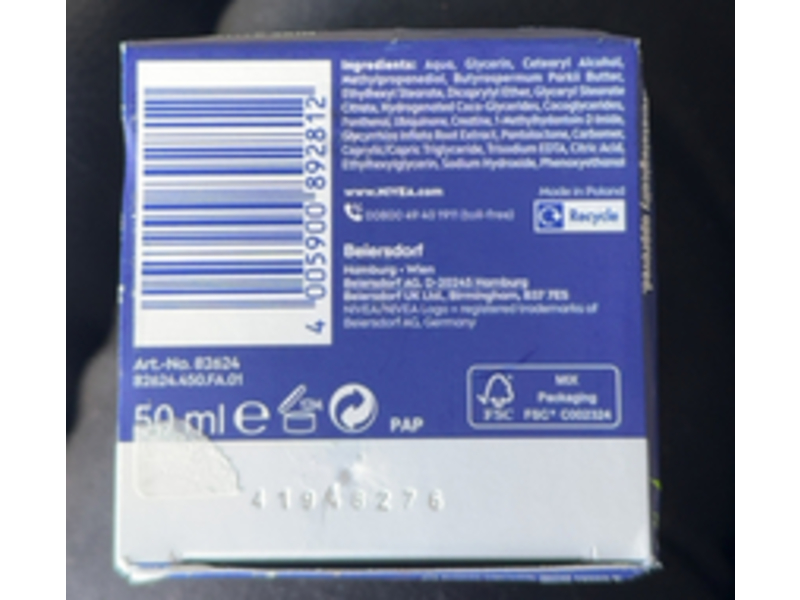 Ingredients: Aqua, Glycerin, Cetearyl Alcohol,
Methylpropanediol, Butyrospermum Parkii Butter,
Ethylhexyl Stearate, Dicaprylyl Ether, Glyceryl Stearate
Citrate, Hydrogenated Coco-Glycerides, Cocoglycerides,
Panthenol, Ubiquinone, Creatine, 1-Methylhydantoin-2-Imide,
Glycyrrhiza Inflata Root Extract, Pantolactone, Carbomer,
Caprylic/Capric Triglyceride, Trisodium EDTA, Citric Acid,
Ethylhexylglycerin, Sodium Hydroxide, Phenoxyethanol
www.NIVEA.com
Made in Poland
00800 49 40 1911 (toll-free)
Recycle
Beiersdorf
Hamburg • Wien
Beiersdorf AG, D-20245 Hamburg
Beiersdorf UK Ltd., Birmingham, B37 7ES
NIVEA/NIVEA Logo = registered trademarks of
Beiersdorf AG, Germany
4 005900 892812
Art.-No. 82624
82624.450.FA.01
50 ml e 12M
PAP
FSC
MIX
Packaging
FSC® C002324
41948276
approved.